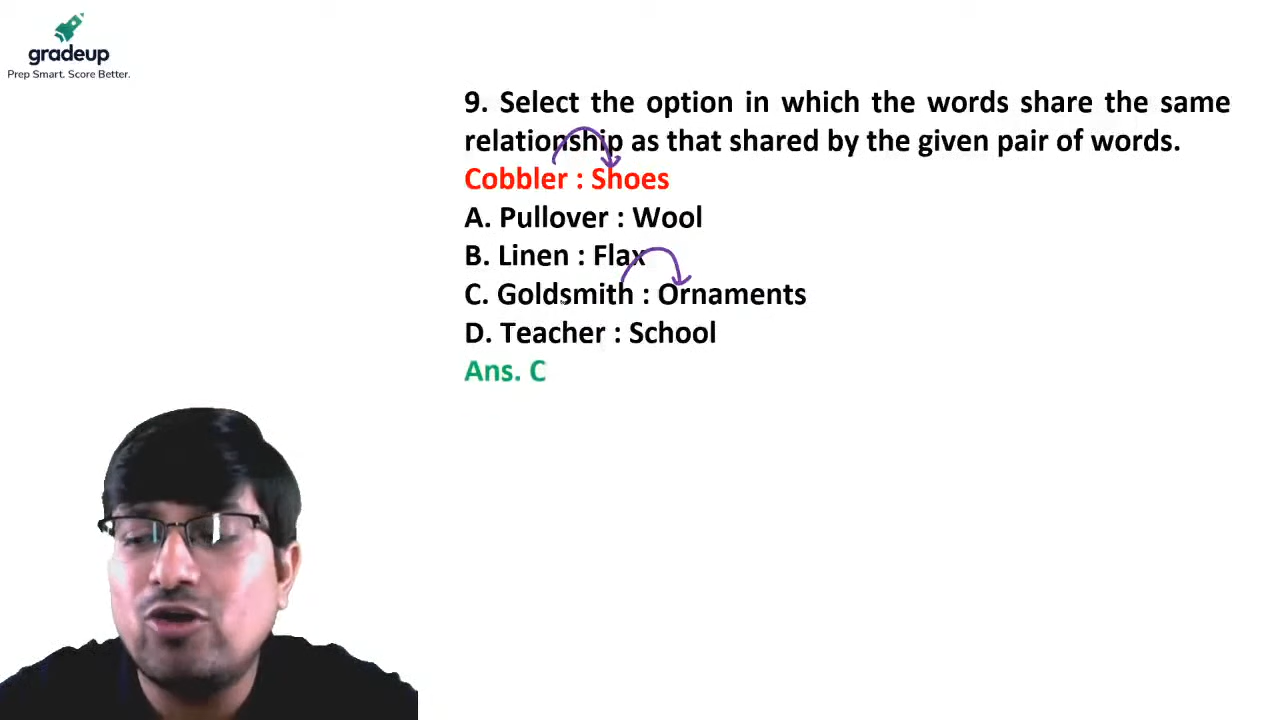 gradeup
Prep Smart. Score Better.
9. Select the option in which the words share the same
relationship as that shared by the given pair of words.
Cobbler : Shoes
A. Pullover : Wool
B. Linen : Flax
C. Goldsmith : Ornaments
D. Teacher : School
Ans. C